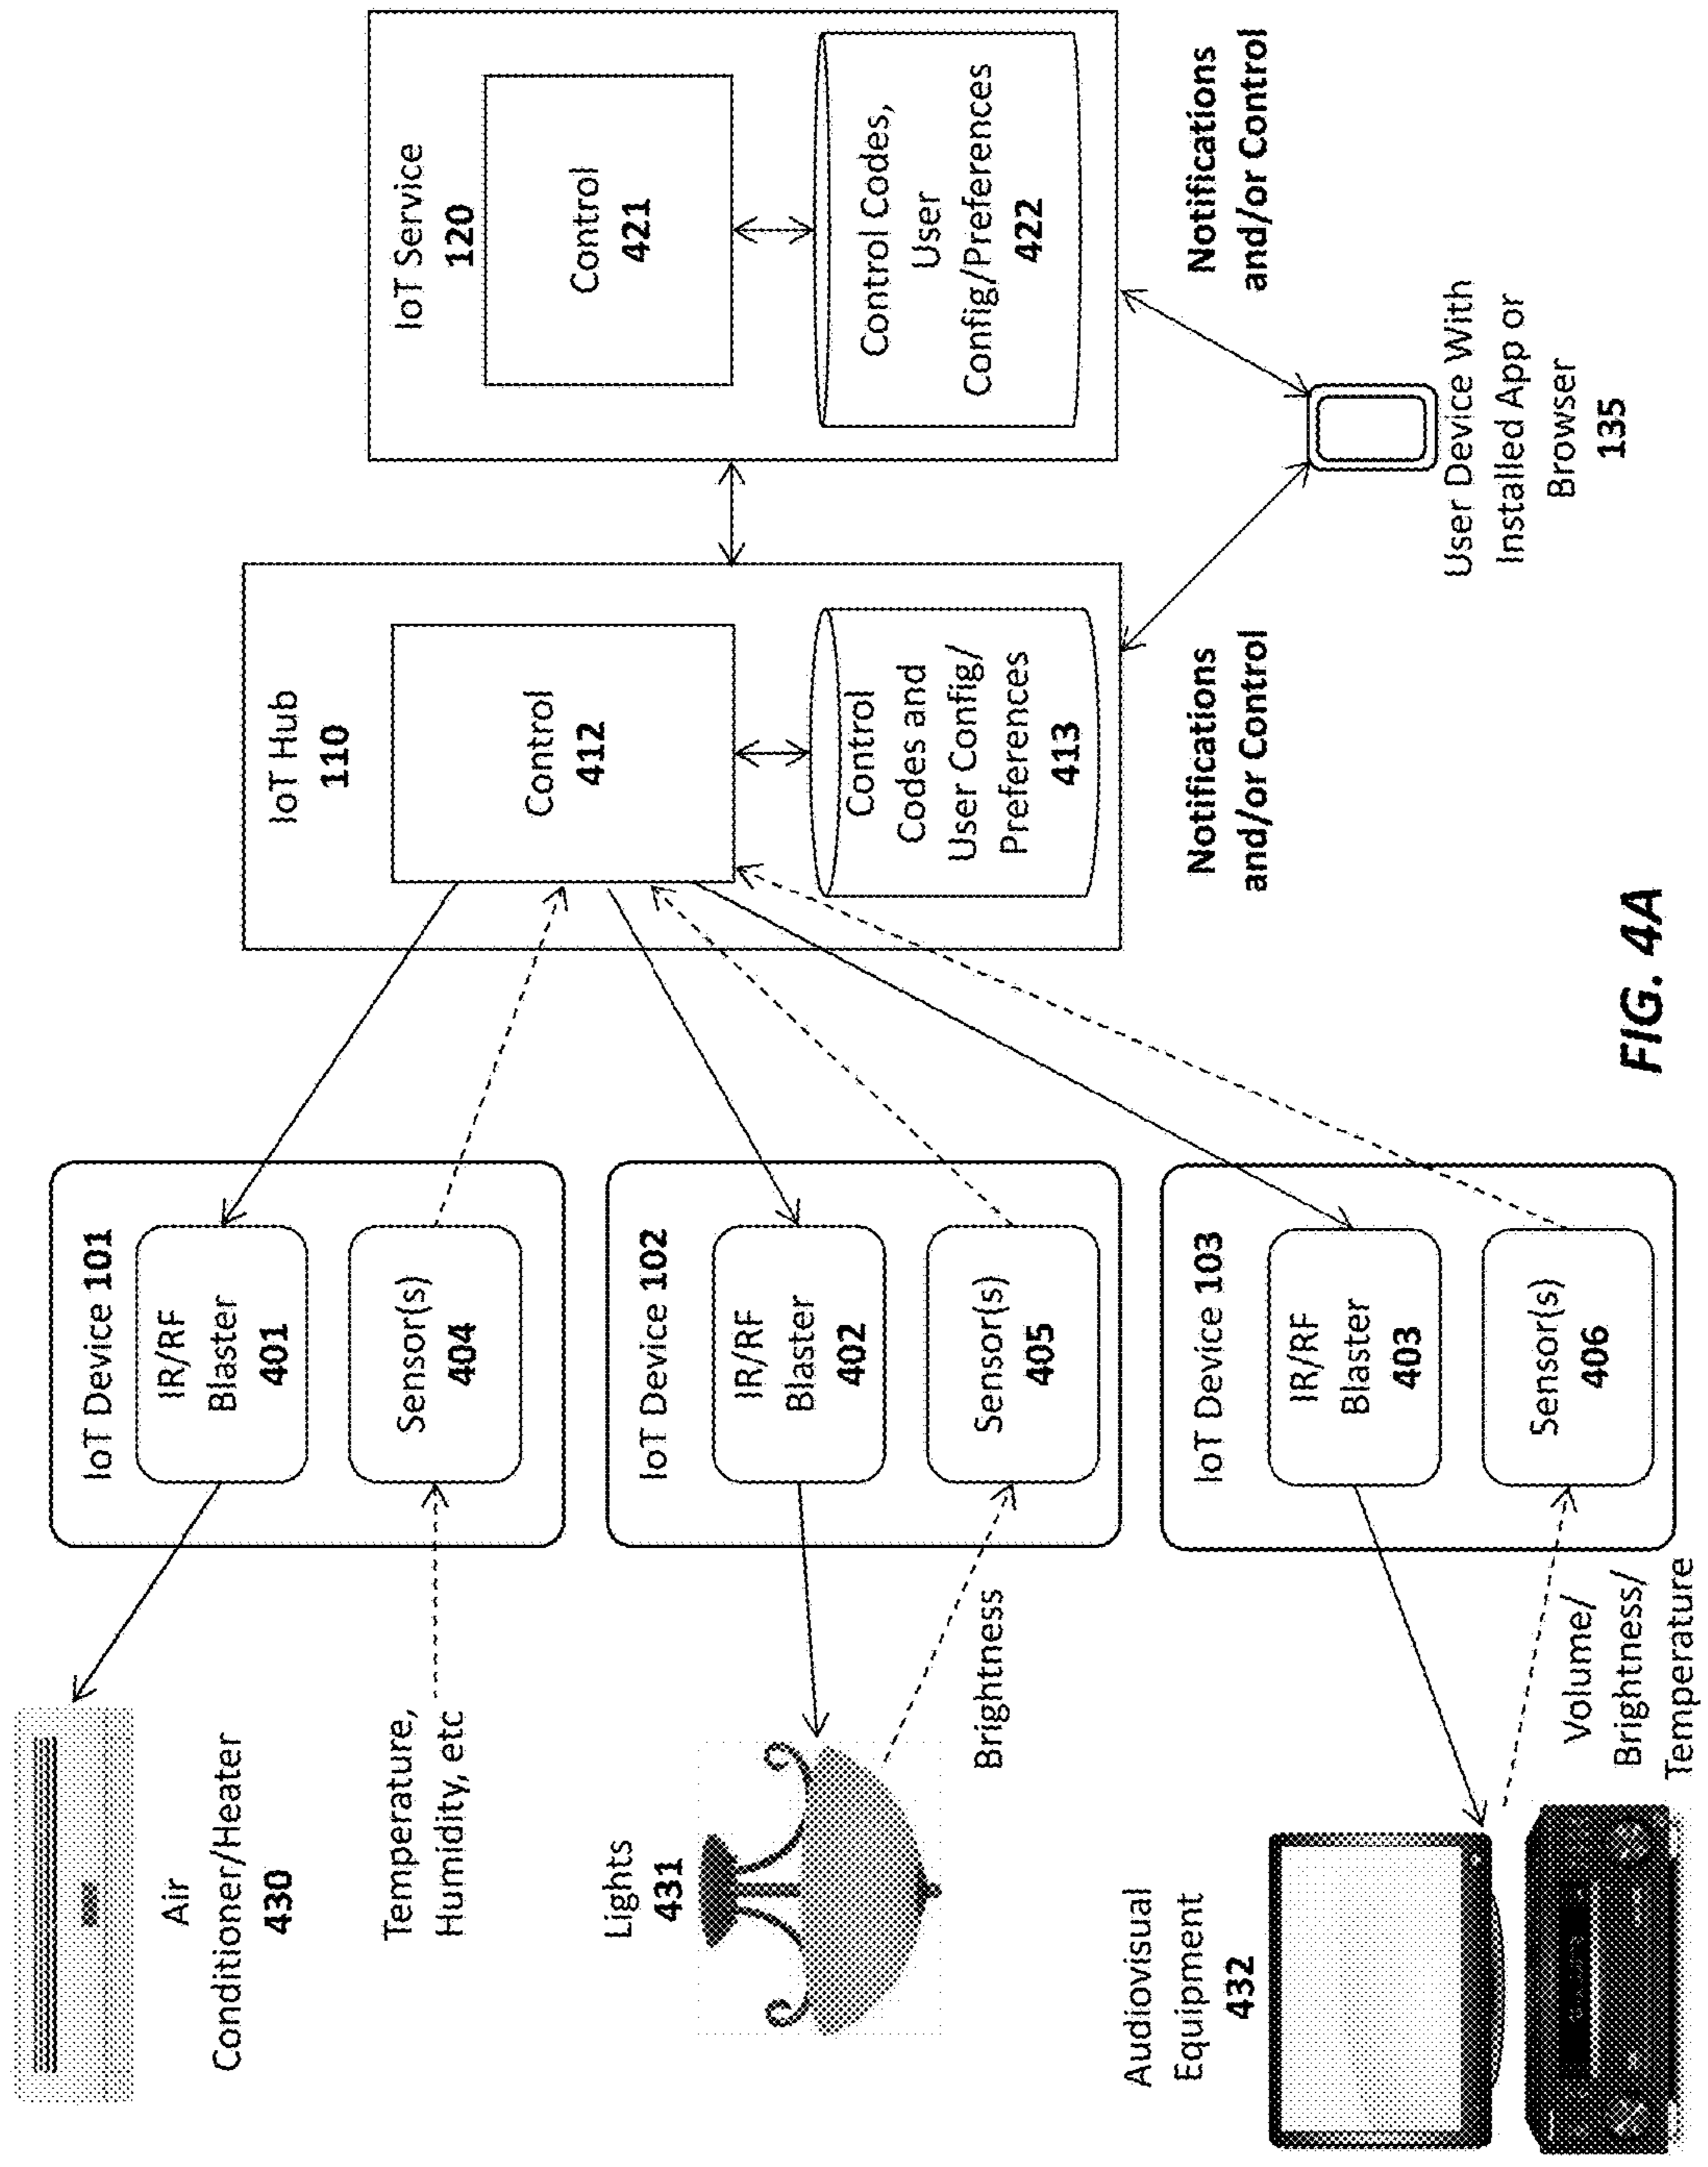 Air
Conditioner/Heater
430
Temperature,
Humidity, etc
Lights
431
Brightness
Audiovisual
Equipment
432
Volume/
Brightness/
Temperature
IoT Device 101
IR/RF
Blaster
401
Sensor(s)
404
IoT Device 102
IR/RF
Blaster
402
Sensor(s)
405
IoT Device 103
IR/RF
Blaster
403
Sensor(s)
406
IoT Hub
110
Control
412
Control
Codes and
User Config/
Preferences
413
Notifications
and/or Control
IoT Service
120
Control
421
Control Codes,
User
Config/Preferences
422
Notifications
and/or Control
User Device With
Installed App or
Browser
135
FIG. 4A